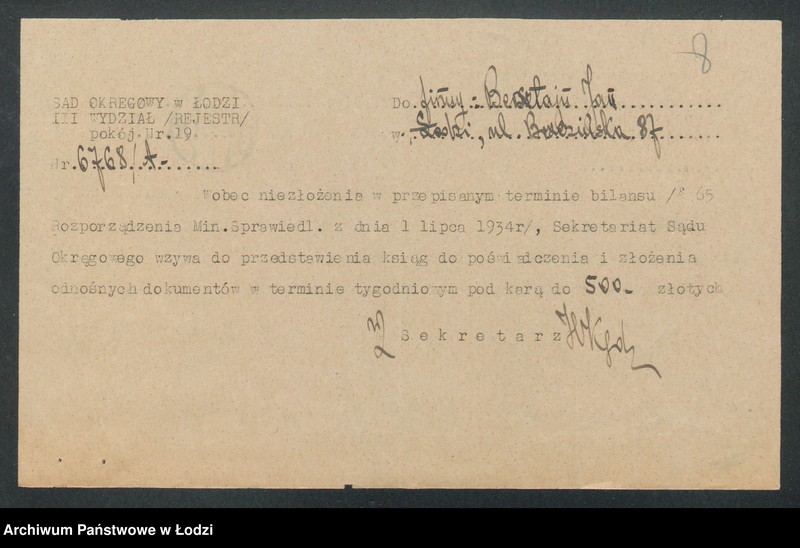 8
SĄD OKRĘGOWY w ŁODZI
III WYDZIAŁ /REJESTR/
pokój Nr.19
Nr. 6768/A-
Do firmy: Jan
w Łodzi, ul. 87
Wobec niezłożenia w przepisanym terminie bilansu /§ 65
Rozporządzenia Min.Sprawiedl. z dnia 1 lipca 1934r/, Sekretariat Sądu
Okręgowego wzywa do przedstawienia ksiąg do poświadczenia i złożenia
odnośnych dokumentów w terminie tygodniowym pod karą do 500.- złotych
Sekretarz
Archiwum Państwowe w Łodzi